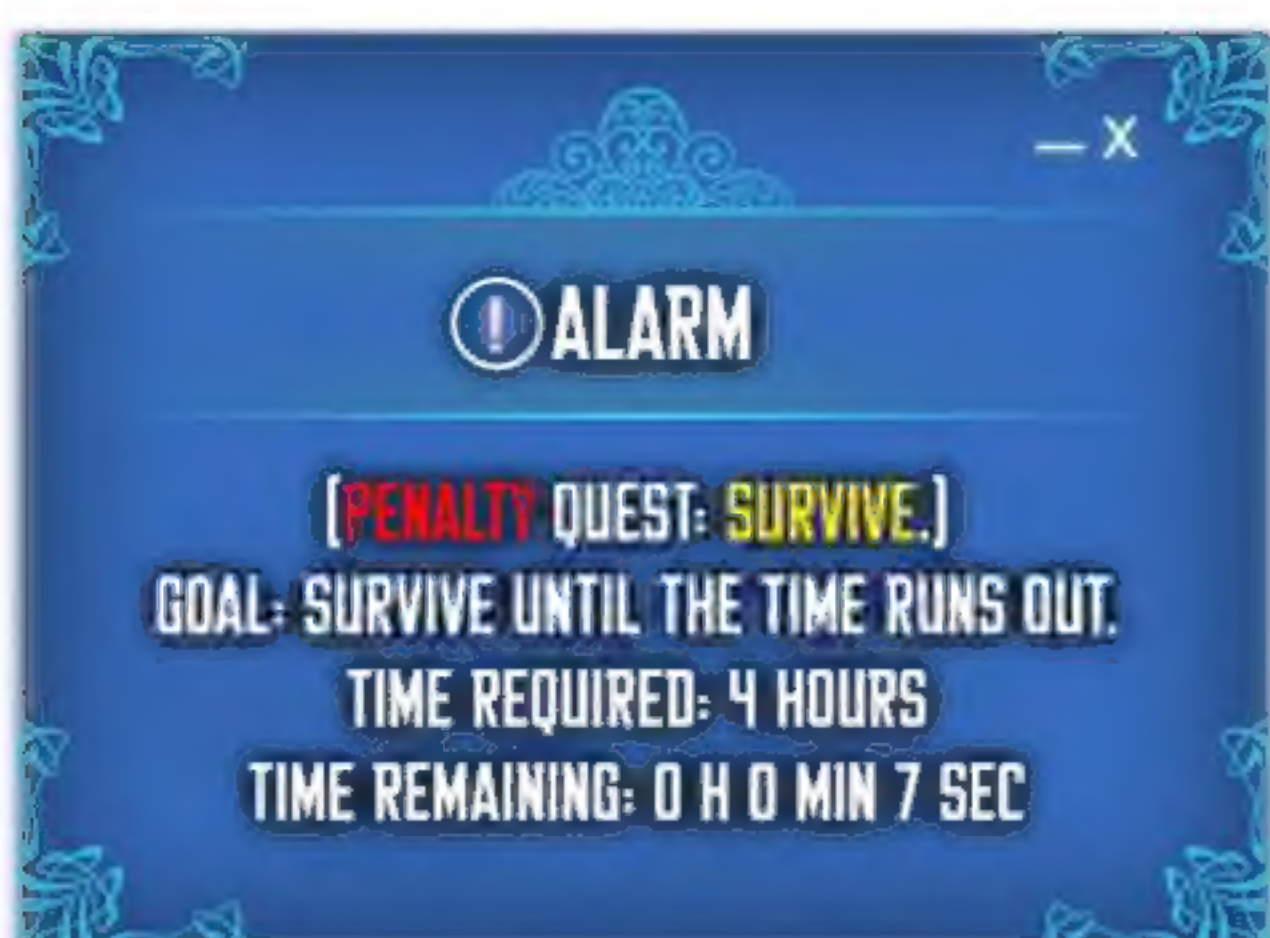 — X
! ALARM
[PENALTY QUEST: SURVIVE.]
GOAL: SURVIVE UNTIL THE TIME RUNS OUT.
TIME REQUIRED: 4 HOURS
TIME REMAINING: 0 H 0 MIN 7 SEC